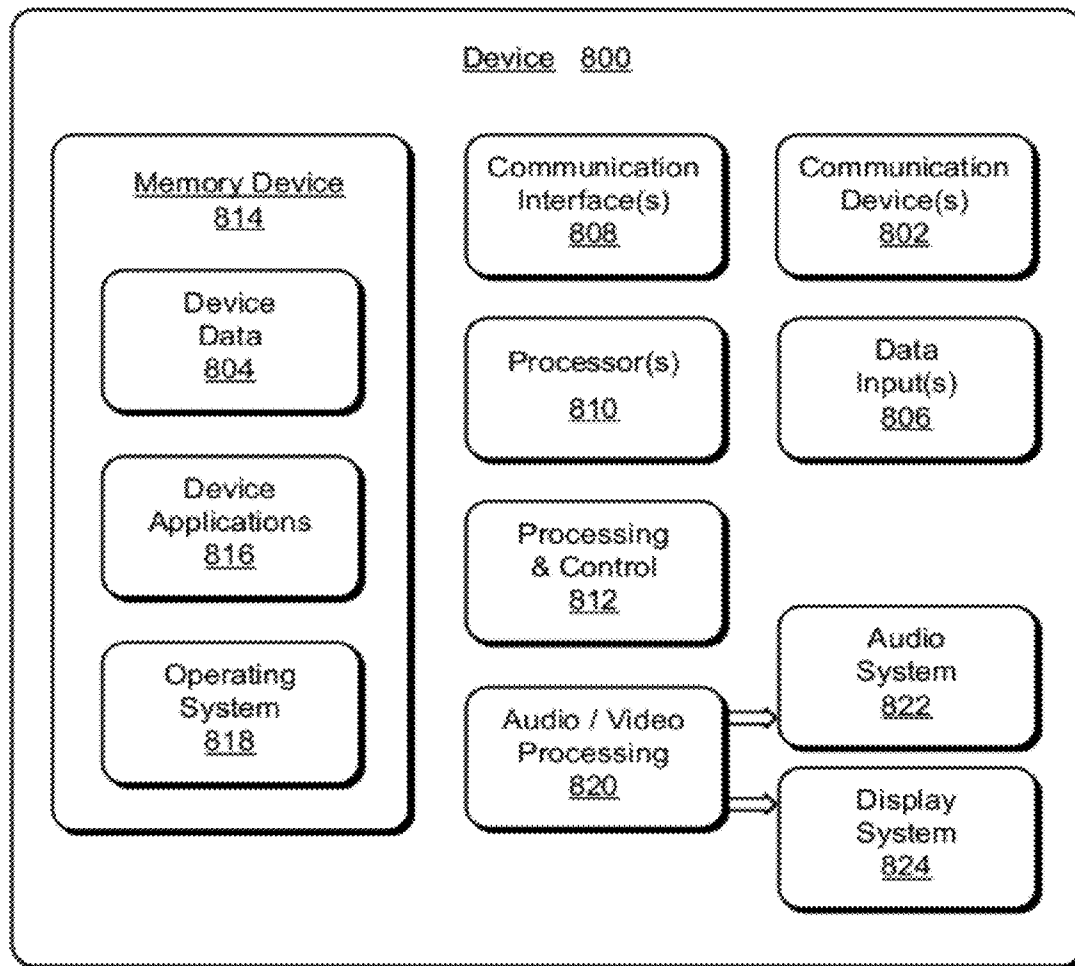 Device 800
Memory Device
814
Device
Data
804
Device
Applications
816
Operating
System
818
Communication
Interface(s)
808
Communication
Device(s)
802
Processor(s)
810
Data
Input(s)
806
Processing
& Control
812
Audio / Video
Processing
820
Audio
System
822
Display
System
824